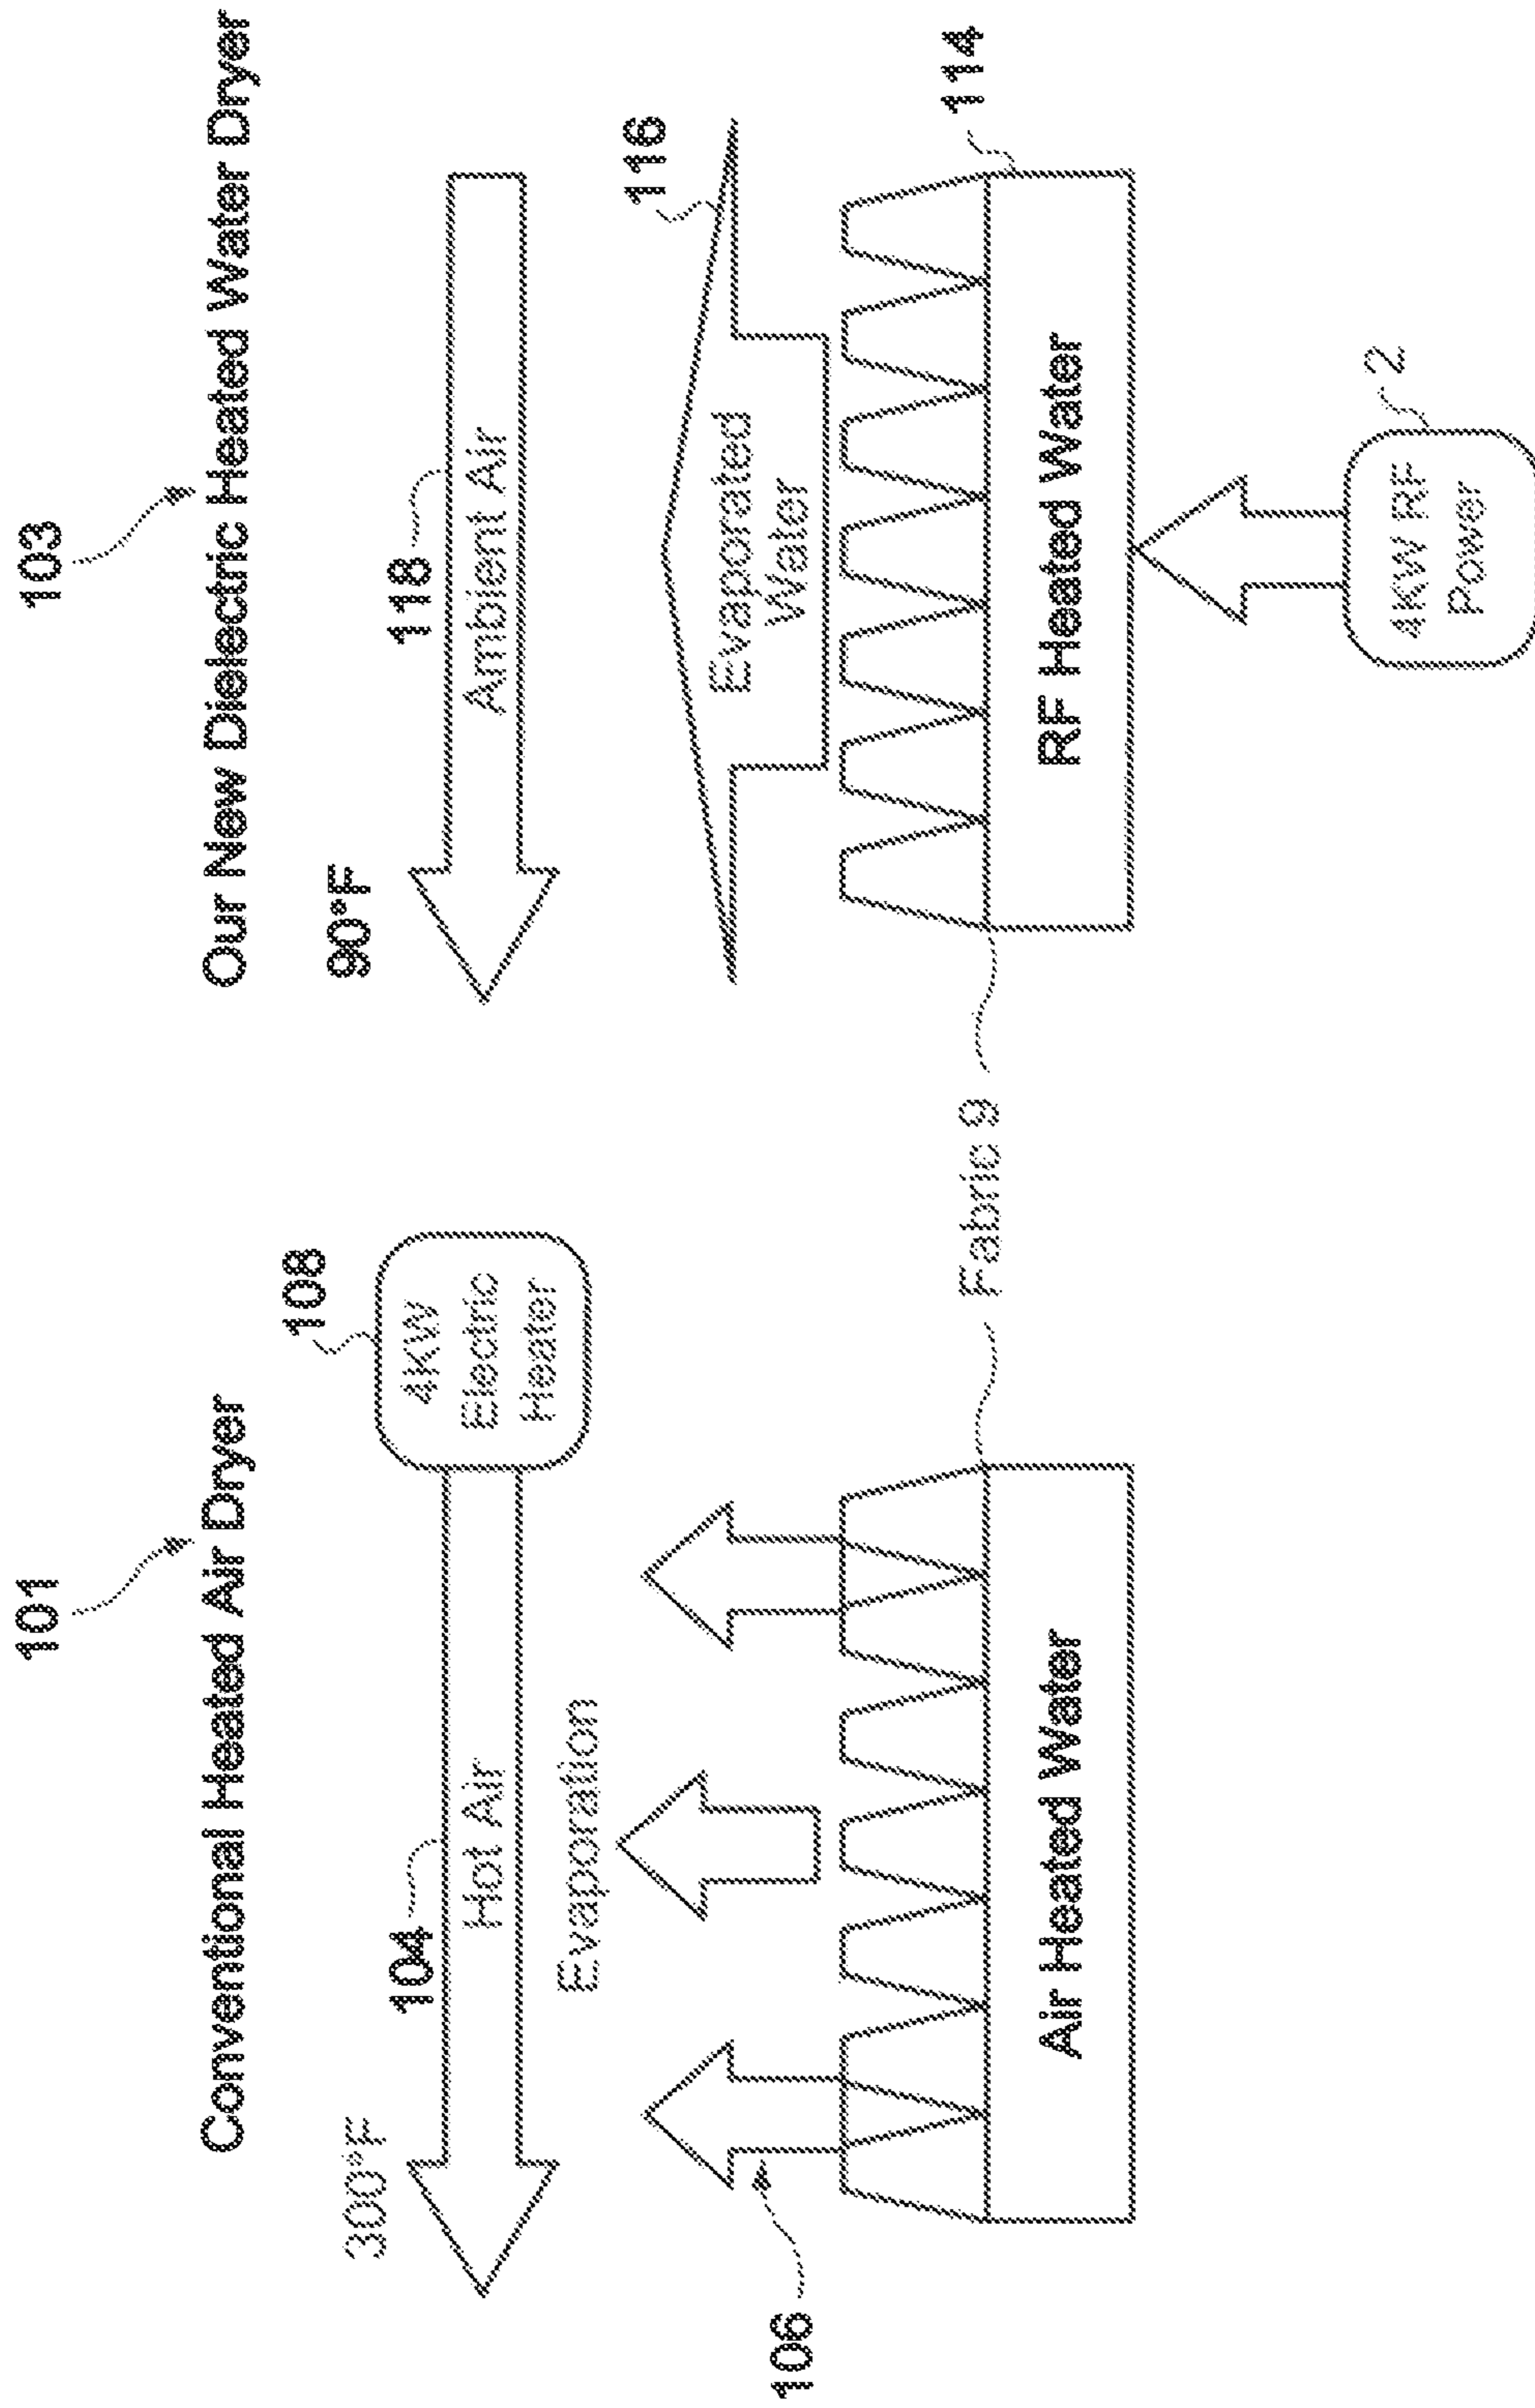 101
Conventional Heated Air Dryer
300°F
104
Hot Air
108
4KW
Electric
Heater
Evaporation
106
Air Heated Water
Fabric 9
103
Our New Dielectric Heated Water Dryer
90°F
118
Ambient Air
116
Evaporated
Water
114
RF Heated Water
4KW RF
Power
2